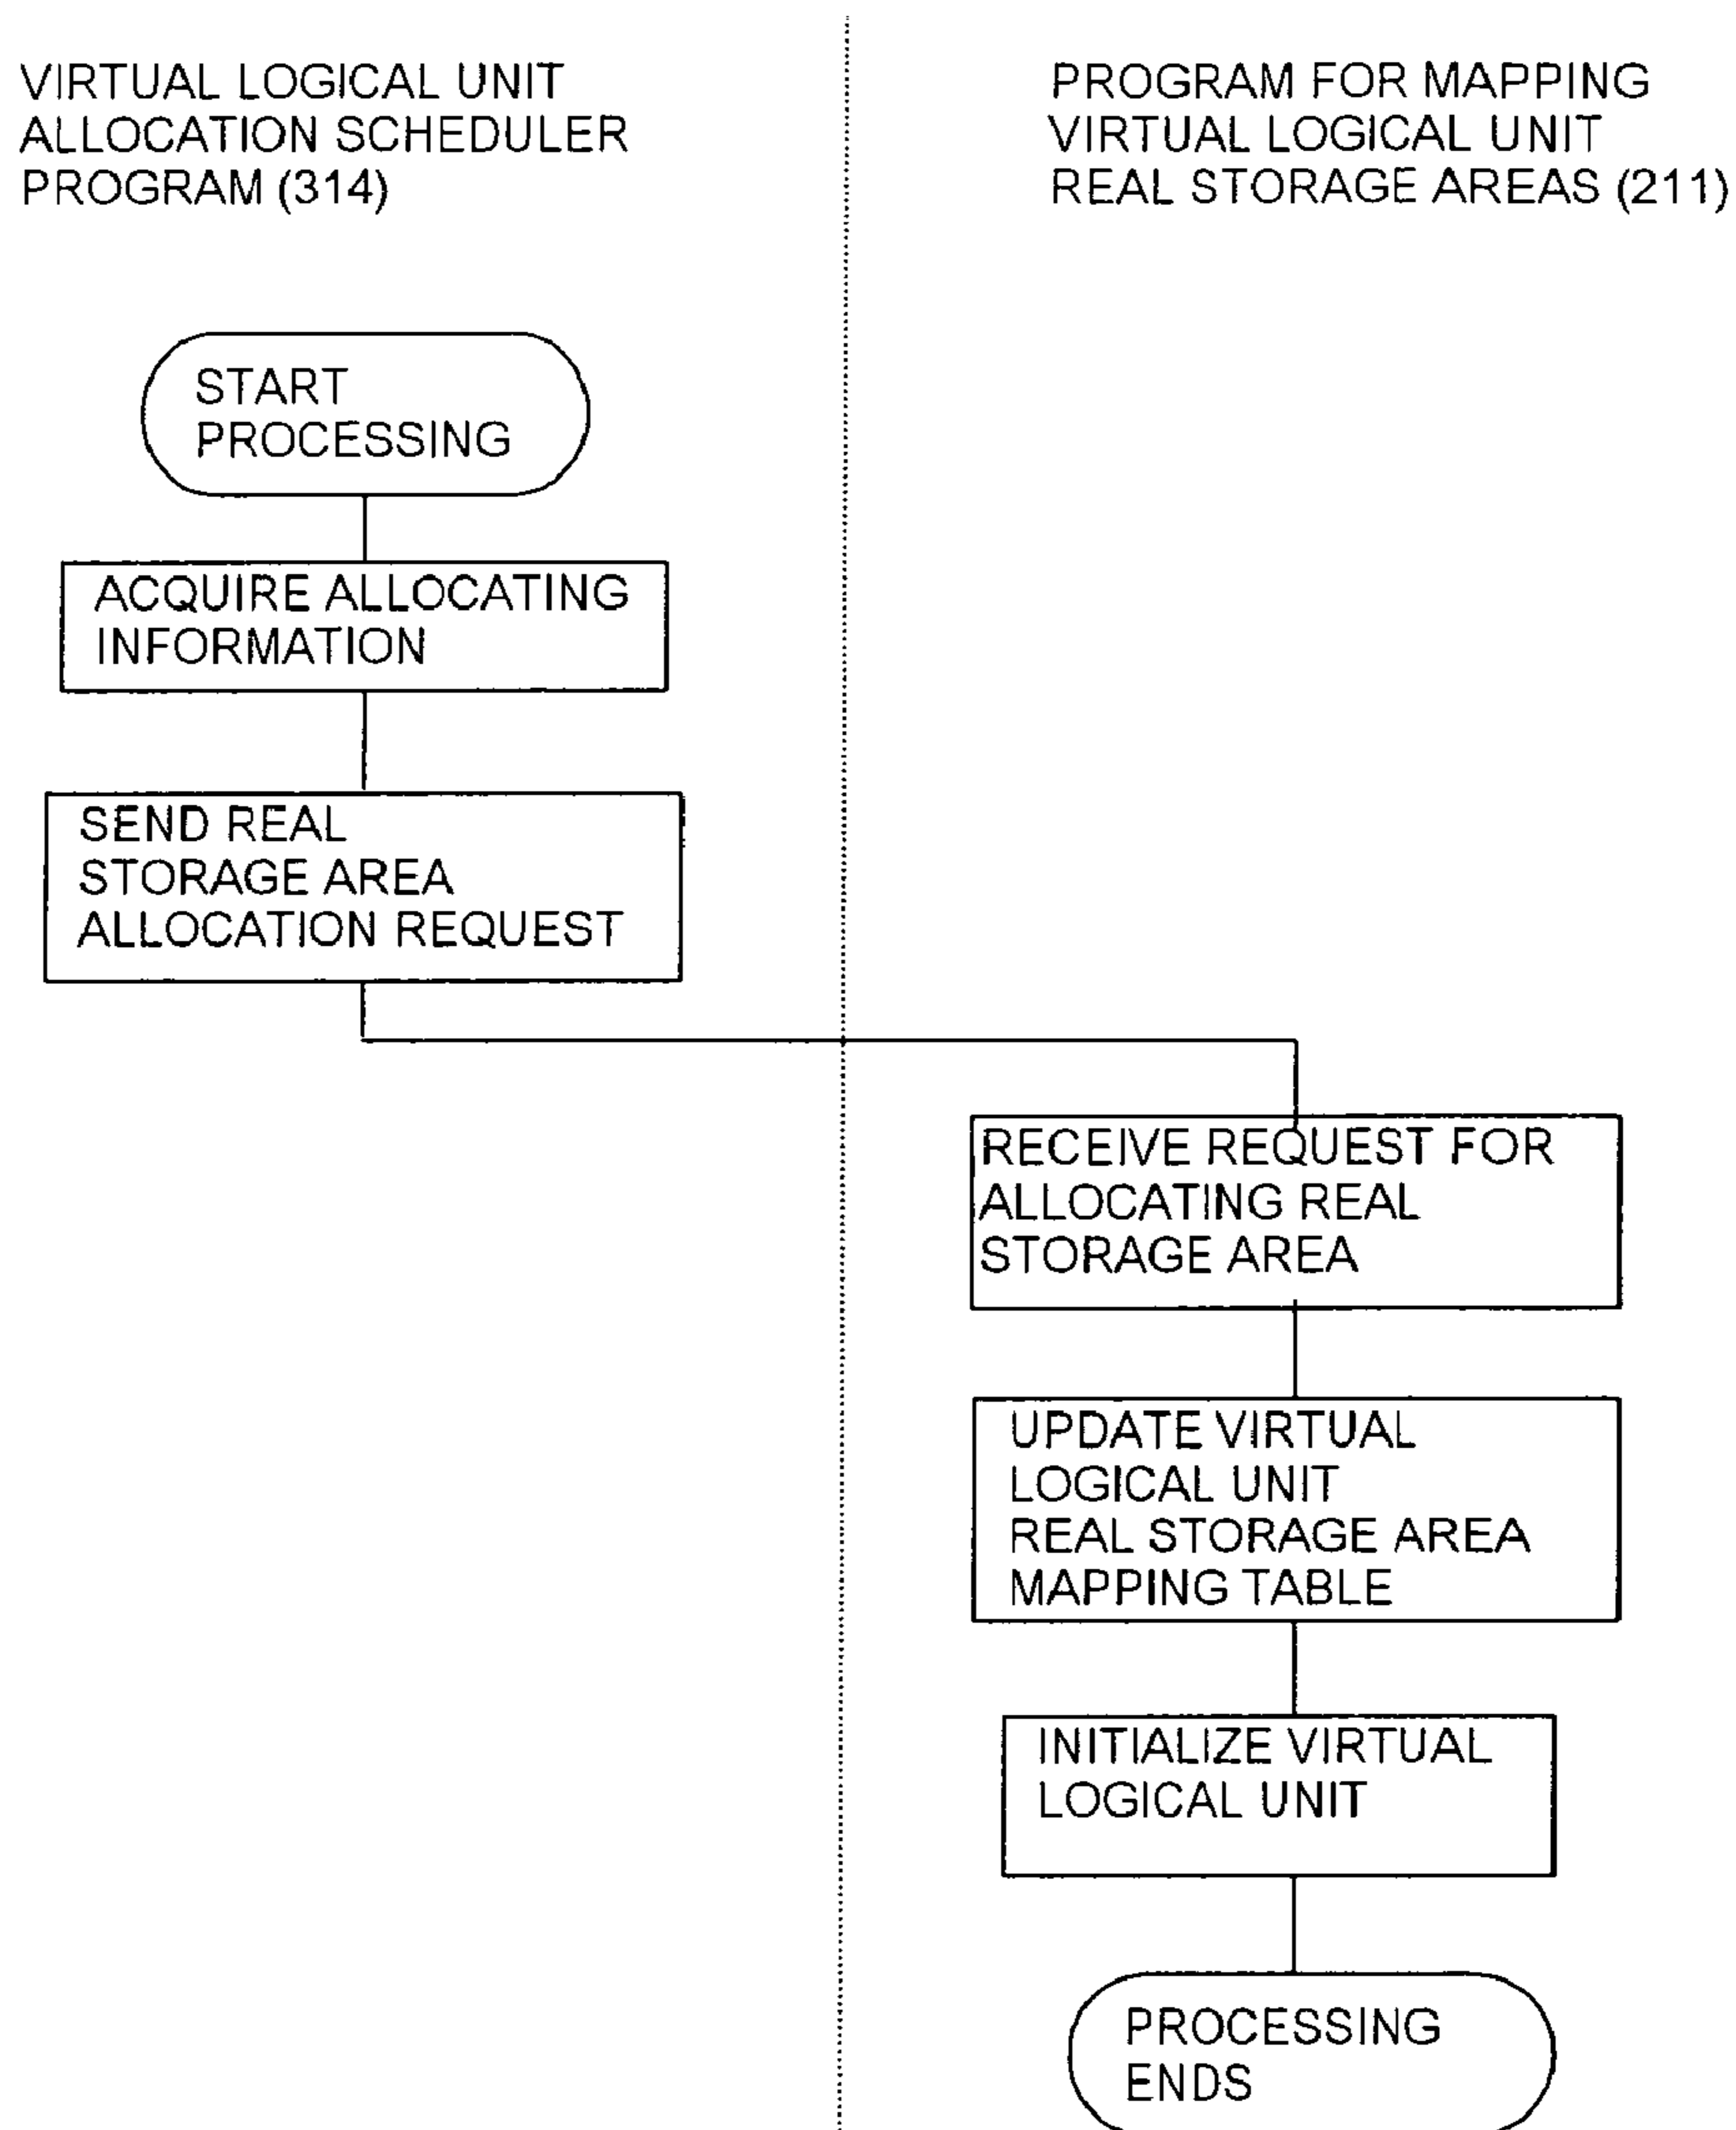 VIRTUAL LOGICAL UNIT
ALLOCATION SCHEDULER
PROGRAM (314)
PROGRAM FOR MAPPING
VIRTUAL LOGICAL UNIT
REAL STORAGE AREAS (211)
START
PROCESSING
ACQUIRE ALLOCATING
INFORMATION
SEND REAL
STORAGE AREA
ALLOCATION REQUEST
RECEIVE REQUEST FOR
ALLOCATING REAL
STORAGE AREA
UPDATE VIRTUAL
LOGICAL UNIT
REAL STORAGE AREA
MAPPING TABLE
INITIALIZE VIRTUAL
LOGICAL UNIT
PROCESSING
ENDS